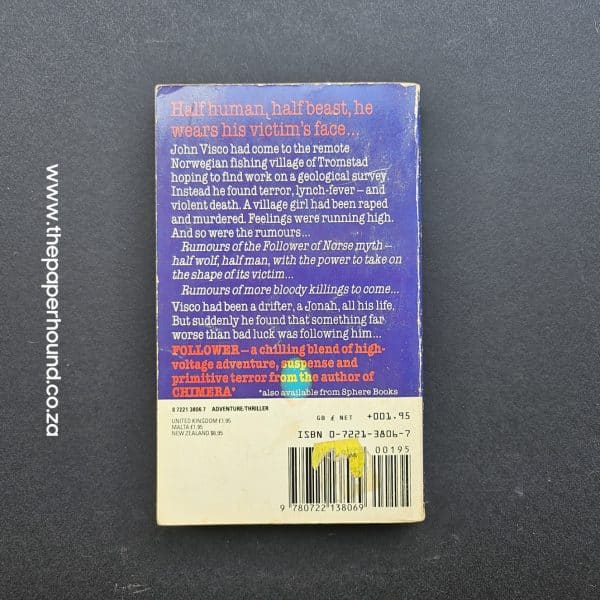 Half human, half beast, he
wears his victim's face...
John Visco had come to the remote
Norwegian fishing village of Tromstad
hoping to find work on a geological survey.
Instead he found terror, lynch-fever – and
violent death. A village girl had been raped
and murdered. Feelings were running high.
And so were the rumours...
Rumours of the Follower of Norse myth –
half wolf, half man, with the power to take on
the shape of its victim...
Rumours of more bloody killings to come...
Visco had been a drifter, a Jonah, all his life.
But suddenly he found that something far
worse than bad luck was following him...
FOLLOWER – a chilling blend of high-
voltage adventure, suspense and
primitive terror from the author of
CHIMERA* *also available from Sphere Books
0 7221 3806 7 ADVENTURE/THRILLER
UNITED KINGDOM £1.95
MALTA £1.95
NEW ZEALAND $6.95
GB £ NET +001.95
ISBN 0-7221-3806-7
00195
9 780722 138069
www.thepaperhound.co.za